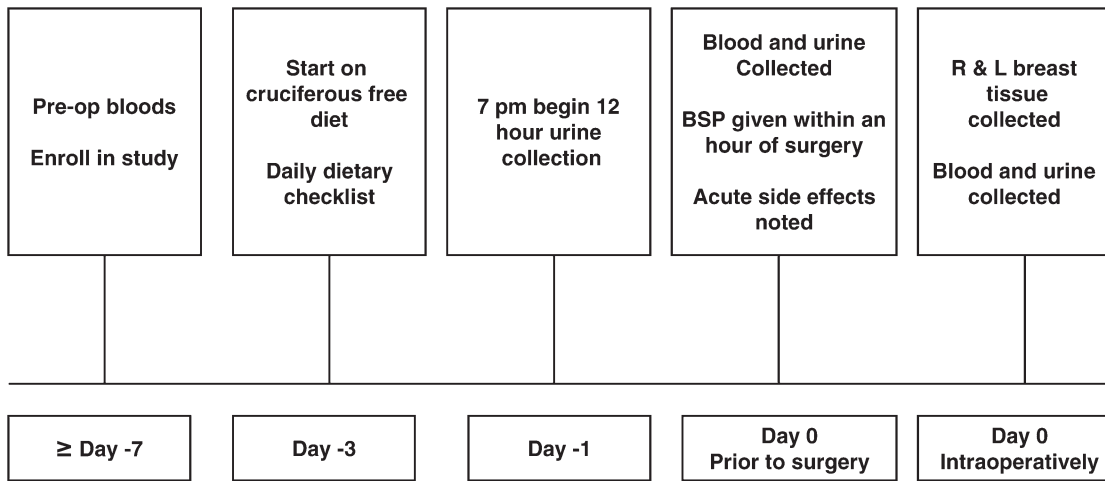 Pre-op bloods
Enroll in study
Start on
cruciferous free
diet
Daily dietary
checklist
7 pm begin 12
hour urine
collection
Blood and urine
Collected
BSP given within an
hour of surgery
Acute side effects
noted
R & L breast
tissue
collected
Blood and urine
collected
≥ Day -7
Day -3
Day -1
Day 0
Prior to surgery
Day 0
Intraoperatively